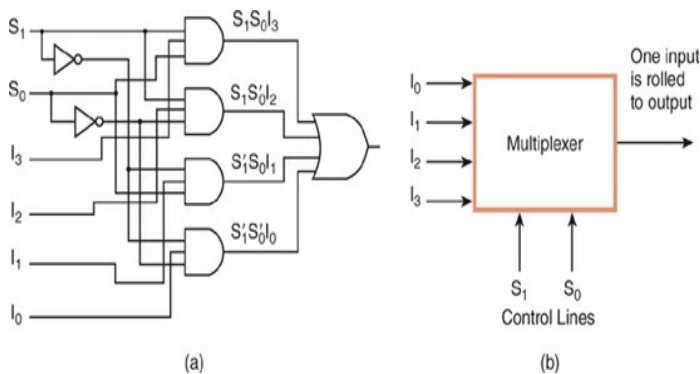 S₁
S₀
I₃
I₂
I₁
I₀
S₁S₀I₃
S₁S₀′I₂
S₁′S₀I₁
S₁′S₀′I₀
(a)
I₀
I₁
I₂
I₃
Multiplexer
One input
is rolled
to output
S₁ S₀
Control Lines
(b)